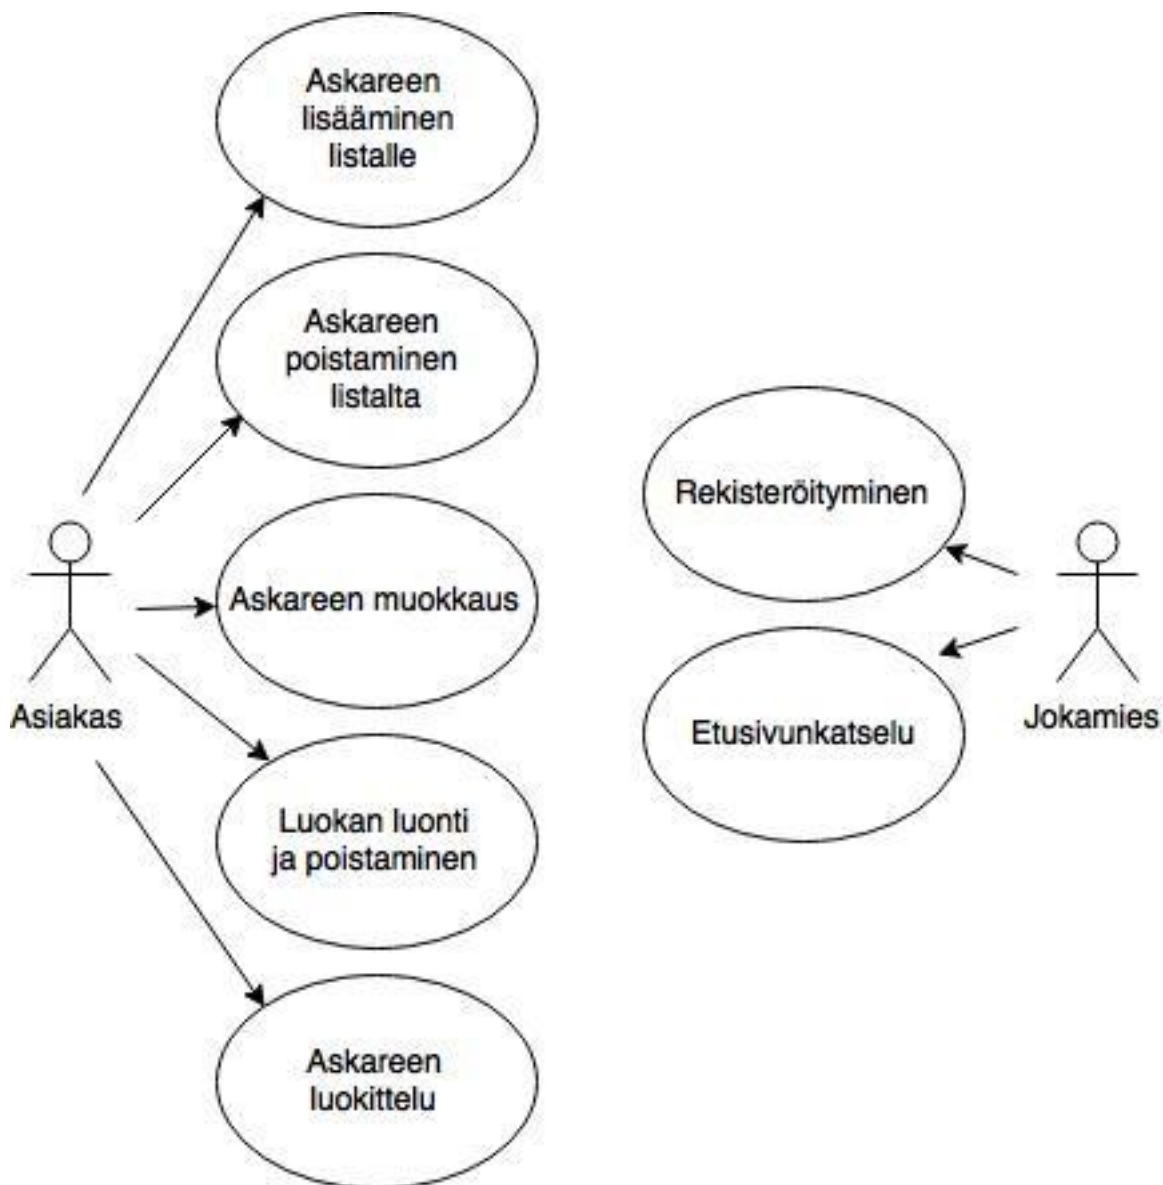 Askareen
lisääminen
listalle
Askareen
poistaminen
listalta
Askareen muokkaus
Asiakas
Luokan luonti
ja poistaminen
Askareen
luokittelu
Rekisteröityminen
Etusivunkatselu
Jokamies